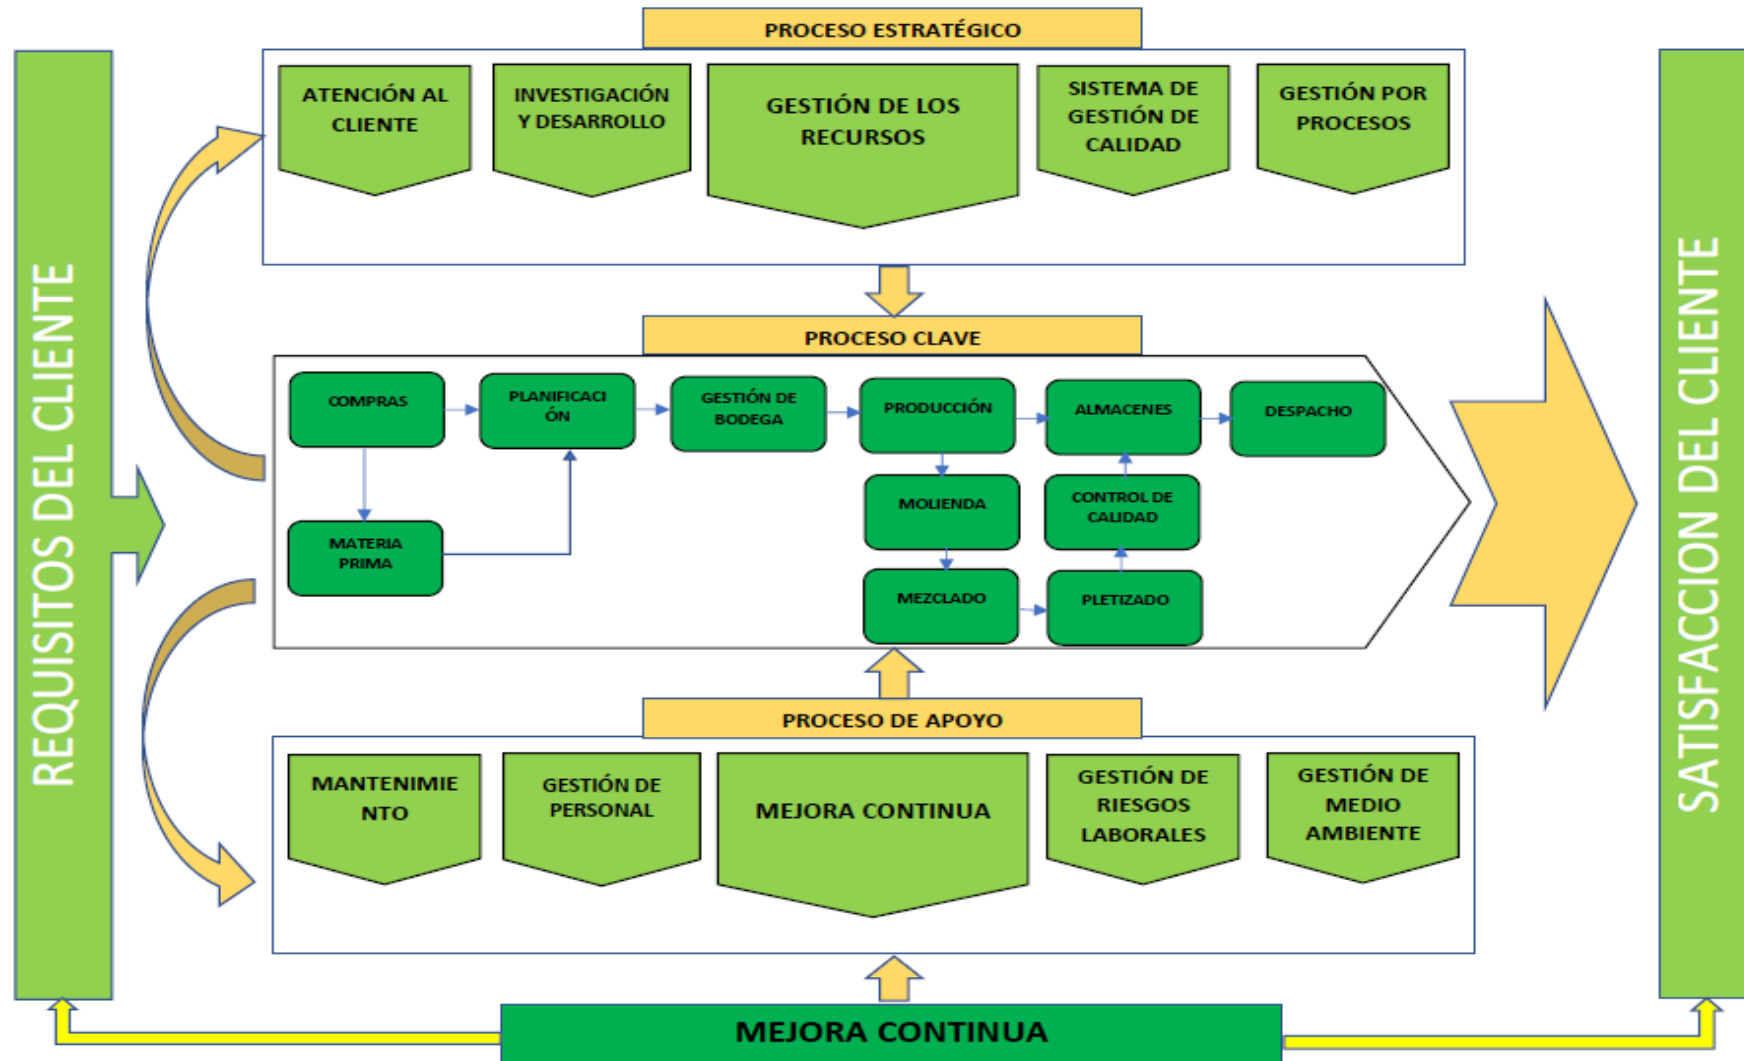 PROCESO ESTRATÉGICO
ATENCIÓN AL
CLIENTE
INVESTIGACIÓN
Y DESARROLLO
GESTIÓN DE LOS
RECURSOS
SISTEMA DE
GESTIÓN DE
CALIDAD
GESTIÓN POR
PROCESOS
REQUISITOS DEL CLIENTE
PROCESO CLAVE
COMPRAS
PLANIFICACI
ÓN
GESTIÓN DE
BODEGA
PRODUCCIÓN
ALMACENES
DESPACHO
MATERIA
PRIMA
MOLIENDA
CONTROL DE
CALIDAD
MEZCLADO
PLETIZADO
SATISFACCION DEL CLIENTE
PROCESO DE APOYO
MANTENIMIE
NTO
GESTIÓN DE
PERSONAL
MEJORA CONTINUA
GESTIÓN DE
RIESGOS
LABORALES
GESTIÓN DE
MEDIO
AMBIENTE
MEJORA CONTINUA